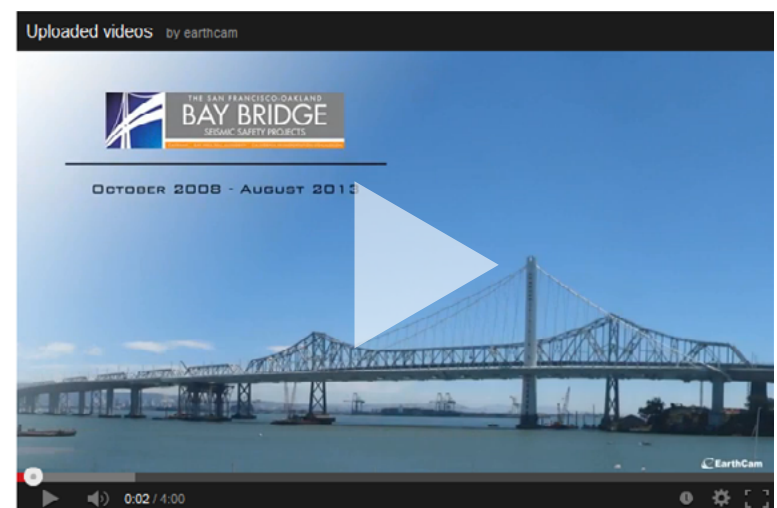 Uploaded videos by earthcam
THE SAN FRANCISCO-OAKLAND
BAY BRIDGE
SEISMIC SAFETY PROJECTS
OCTOBER 2008 - AUGUST 2013
EarthCam
0:02 / 4:00